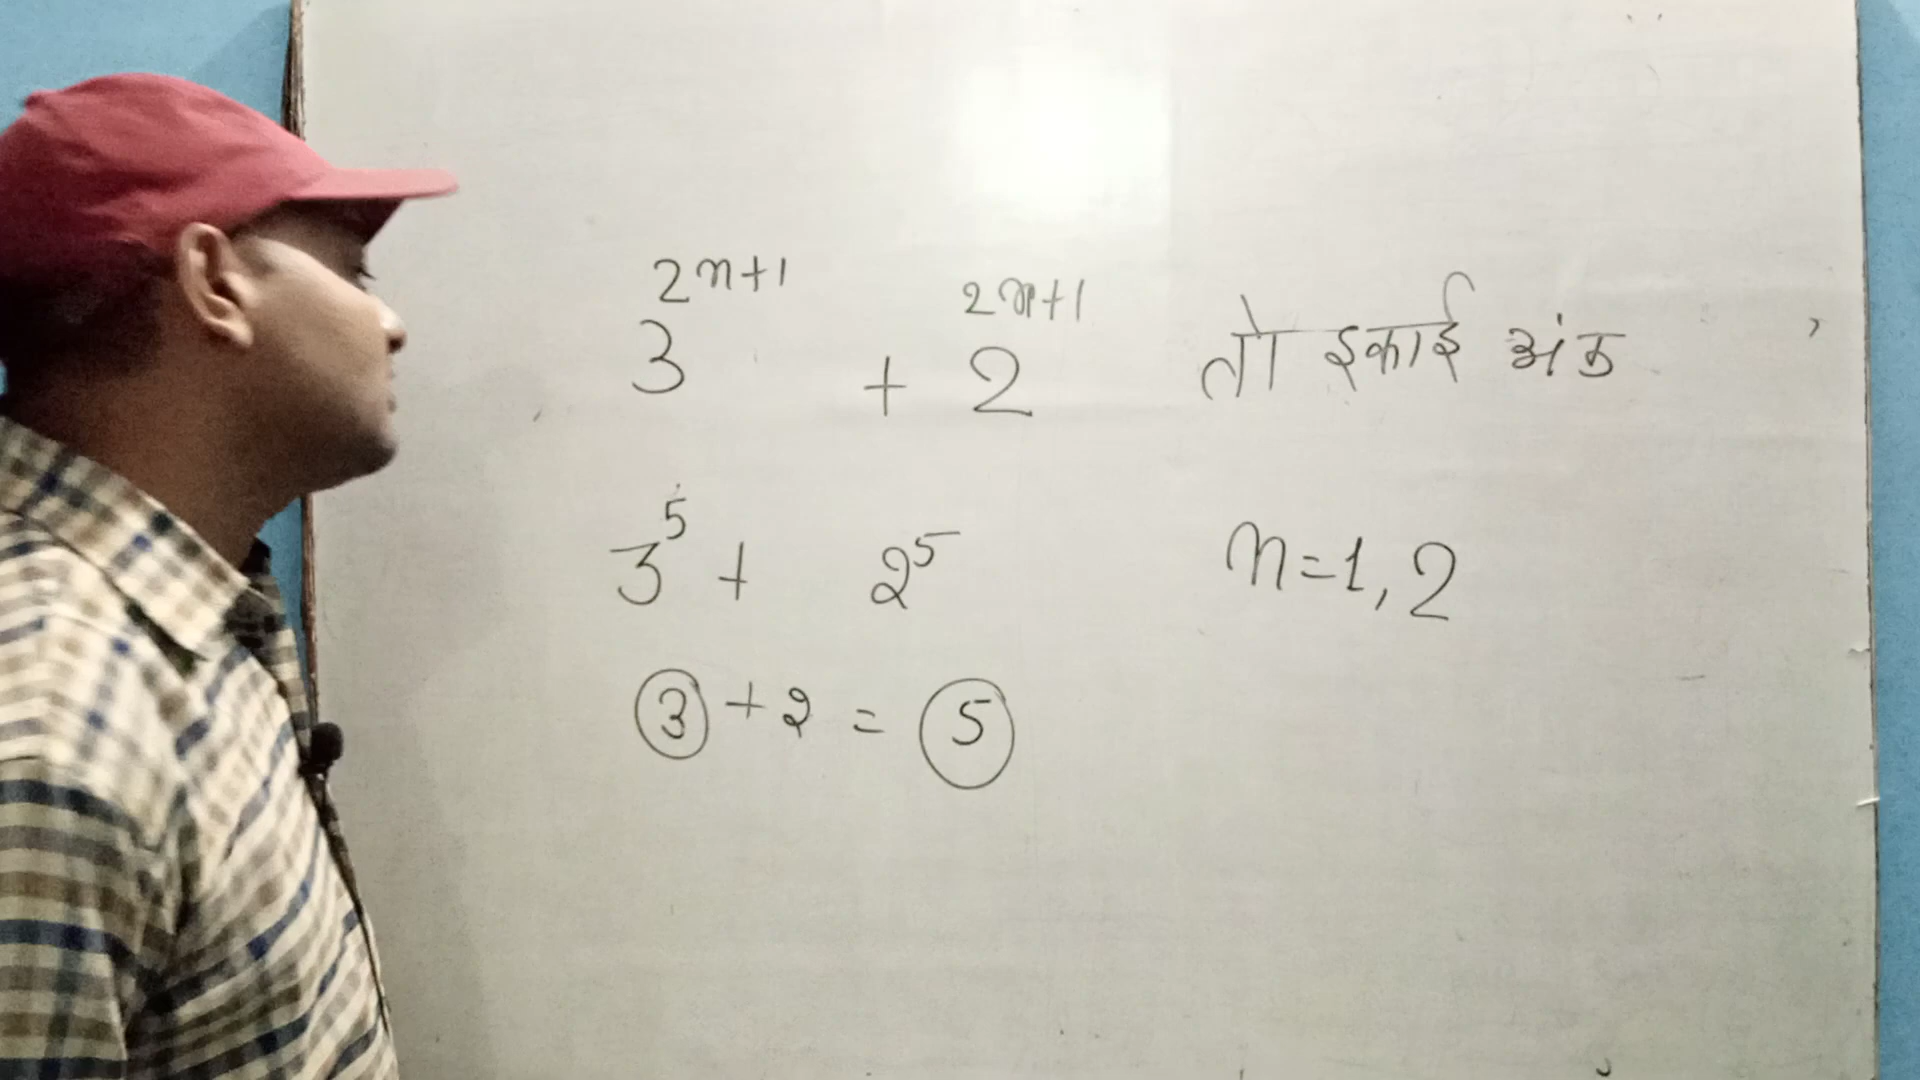 3^{2n+1} + 2^{2n+1} तो इकाई अंक
3^5 + 2^5 n=1,2
3 + 2 = 5